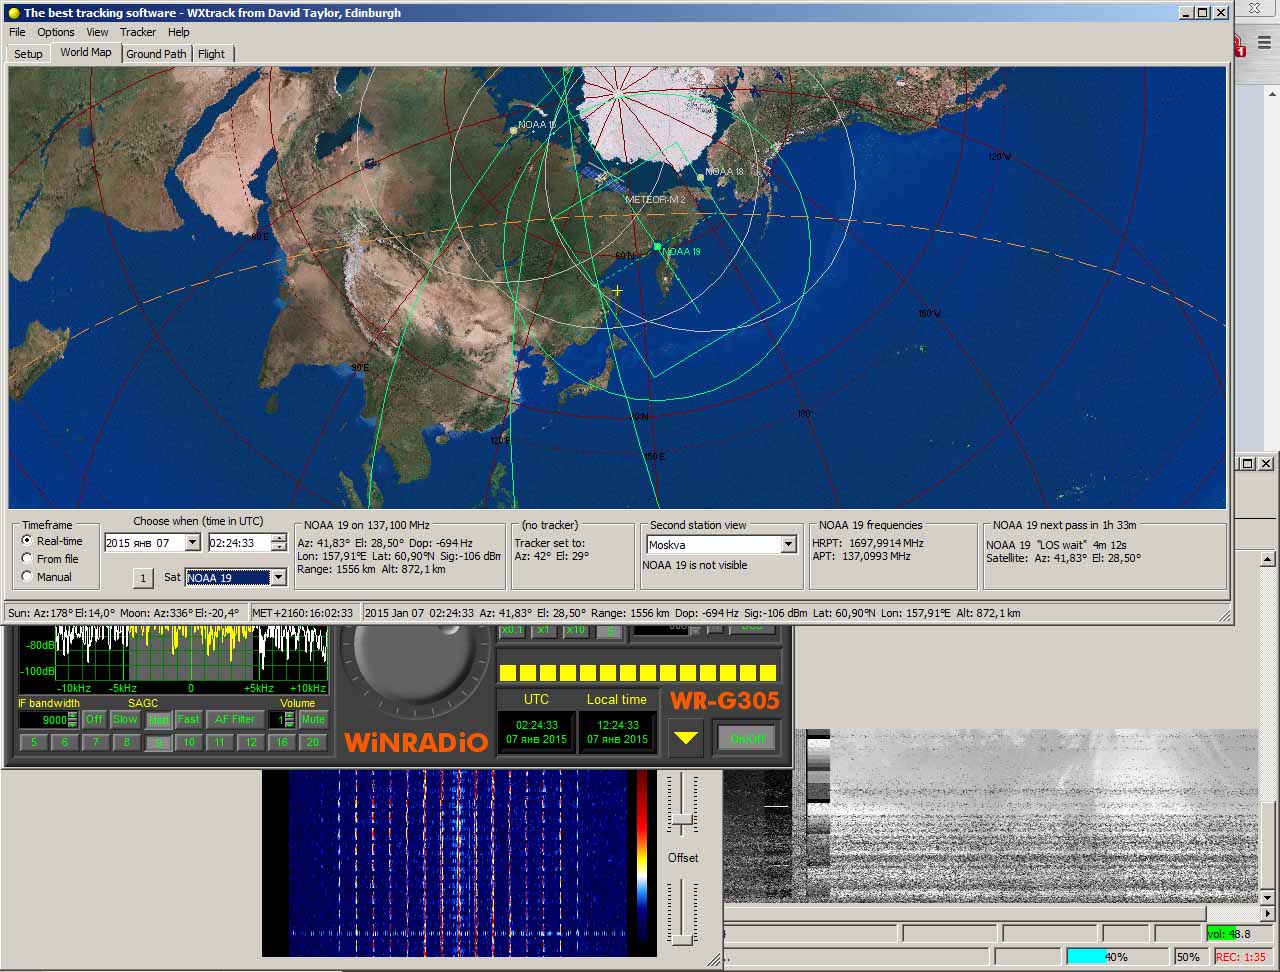 The best tracking software - WXtrack from David Taylor, Edinburgh
File Options View Tracker Help
Setup World Map Ground Path Flight
NOAA 15
120°W
NOAA 18
METEOR-M 2
60°E
60°N
NOAA 19
150°W
90°E
180°
120°E
150°E
Timeframe
Real-time
From file
Manual
Choose when (time in UTC)
2015 янв 07 02:24:33
1 Sat NOAA 19
NOAA 19 on 137,100 MHz
Az: 41,83° El: 28,50° Dop: -694 Hz
Lon: 157,91°E Lat: 60,90°N Sig:-106 dBm
Range: 1556 km Alt: 872,1 km
(no tracker)
Tracker set to:
Az: 42° El: 29°
Second station view
Moskva
NOAA 19 is not visible
NOAA 19 frequencies
HRPT: 1697,9914 MHz
APT: 137,0993 MHz
NOAA 19 next pass in 1h 33m
NOAA 19 "LOS wait" 4m 12s
Satellite: Az: 41,83° El: 28,50°
Sun: Az:178° El:14,0° Moon: Az:336° El:-20,4° MET+2160:16:02:33 2015 Jan 07 02:24:33 Az: 41,83° El: 28,50° Range: 1556 km Dop: -694 Hz Sig:-106 dBm Lat: 60,90°N Lon: 157,91°E Alt: 872,1 km
x0.1 x1 x10
-80dB
-100dB
-10kHz -5kHz 0 +5kHz +10kHz
IF bandwidth SAGC Volume
9000 Off Slow Med Fast AF Filter 1 Mute
5 6 7 8 9 10 11 12 16 20
WiNRADiO
UTC Local time
02:24:33 12:24:33
07 янв 2015 07 янв 2015
WR-G305
On/Off
Offset
vol: 48.8
40% 50% REC: 1:35